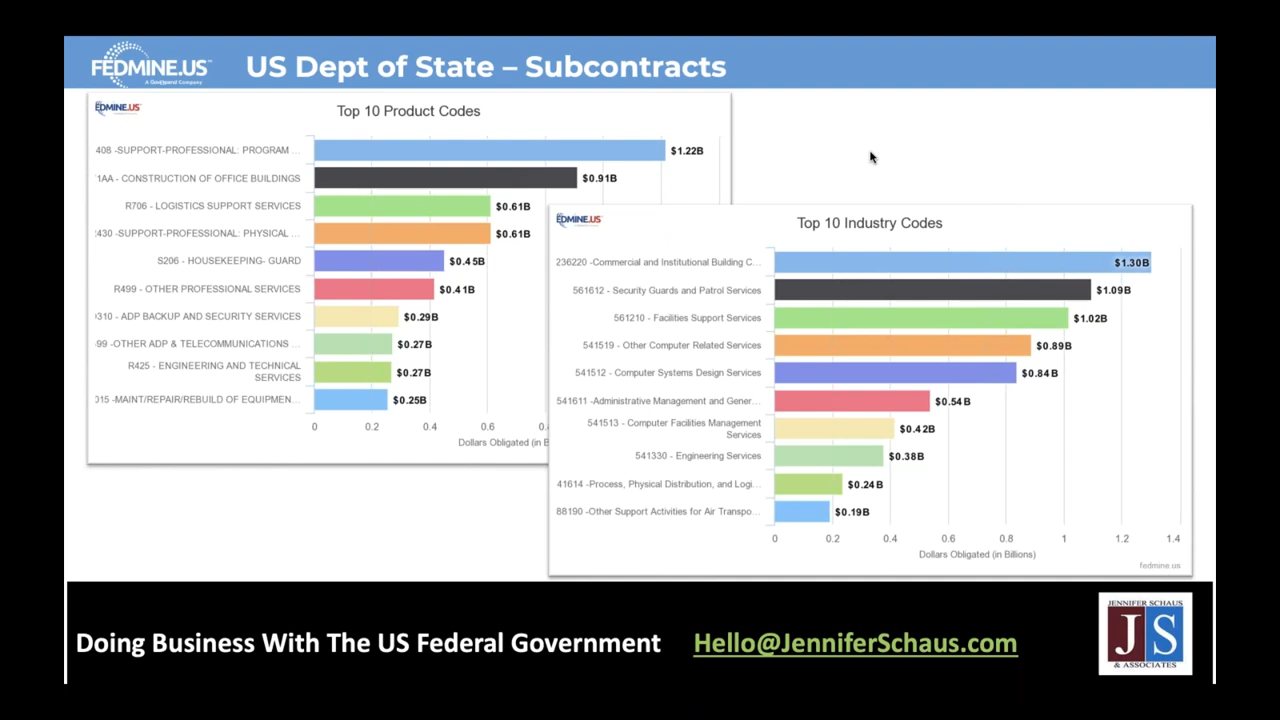 FEDMINE.US™
A GovSpend Company
US Dept of State – Subcontracts
EDMINE.US™
Top 10 Product Codes
408 -SUPPORT-PROFESSIONAL: PROGRAM ...
$1.22B
1AA - CONSTRUCTION OF OFFICE BUILDINGS
$0.91B
R706 - LOGISTICS SUPPORT SERVICES
$0.61B
430 -SUPPORT-PROFESSIONAL: PHYSICAL ...
$0.61B
S206 - HOUSEKEEPING- GUARD
$0.45B
R499 - OTHER PROFESSIONAL SERVICES
$0.41B
310 - ADP BACKUP AND SECURITY SERVICES
$0.29B
99 -OTHER ADP & TELECOMMUNICATIONS ...
$0.27B
R425 - ENGINEERING AND TECHNICAL
SERVICES
$0.27B
015 -MAINT/REPAIR/REBUILD OF EQUIPMEN...
$0.25B
0 0.2 0.4 0.6 0.
Dollars Obligated (in B
FEDMINE.US™
Top 10 Industry Codes
236220 -Commercial and Institutional Building C...
$1.30B
561612 - Security Guards and Patrol Services
$1.09B
561210 - Facilities Support Services
$1.02B
541519 - Other Computer Related Services
$0.89B
541512 - Computer Systems Design Services
$0.84B
541611 -Administrative Management and Gener...
$0.54B
541513 - Computer Facilities Management
Services
$0.42B
541330 - Engineering Services
$0.38B
41614 -Process, Physical Distribution, and Logi...
$0.24B
88190 -Other Support Activities for Air Transpo...
$0.19B
0 0.2 0.4 0.6 0.8 1 1.2 1.4
Dollars Obligated (in Billions)
fedmine.us
Doing Business With The US Federal Government
Hello@JenniferSchaus.com
JENNIFER SCHAUS
JS
& ASSOCIATES